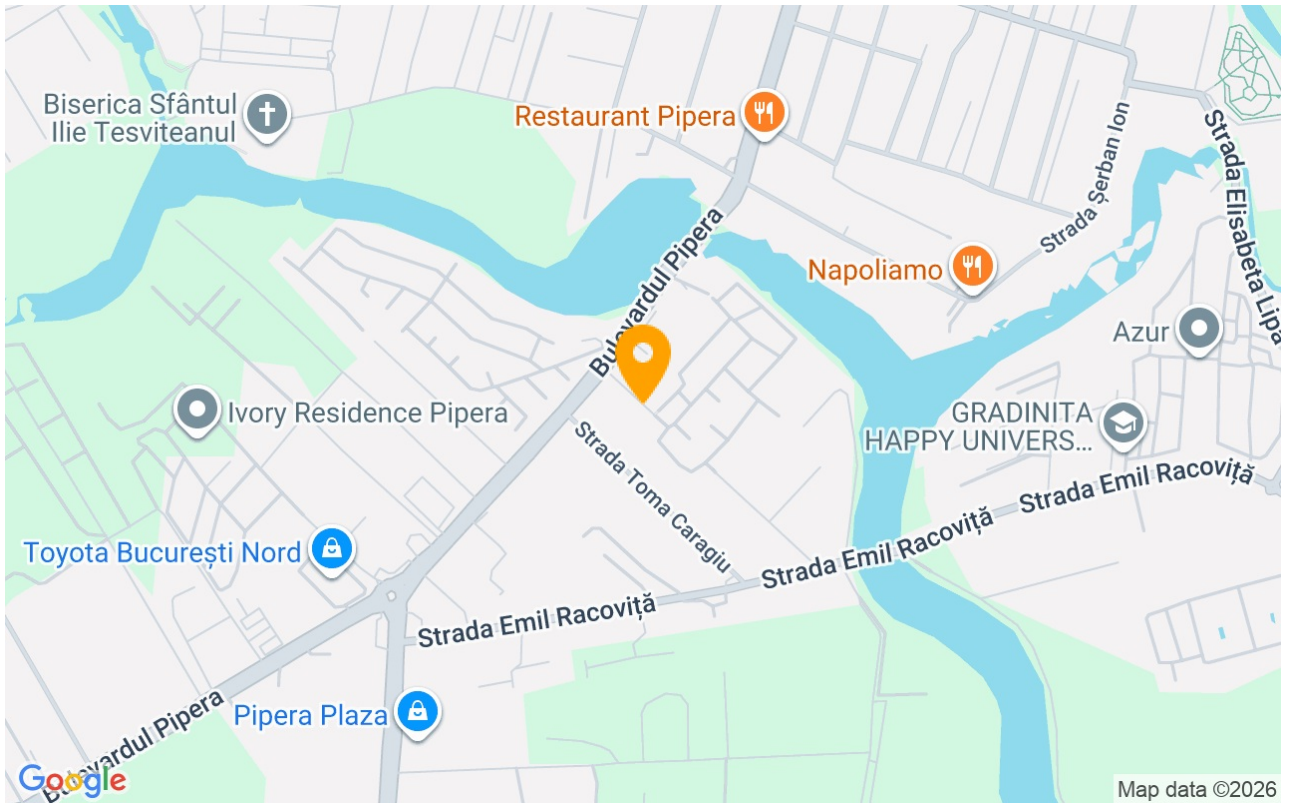 Biserica Sfântul
Ilie Tesviteanul
Restaurant Pipera
Strada Șerban Ion
Strada Elisabeta Lipă
Bulevardul Pipera
Napoliamo
Azur
Ivory Residence Pipera
GRADINITA
HAPPY UNIVERS...
Strada Toma Caragiu
Strada Emil Racoviță
Toyota București Nord
Strada Emil Racoviță
Strada Emil Racoviță
Pipera Plaza
Bulevardul Pipera
Google
Map data ©2026